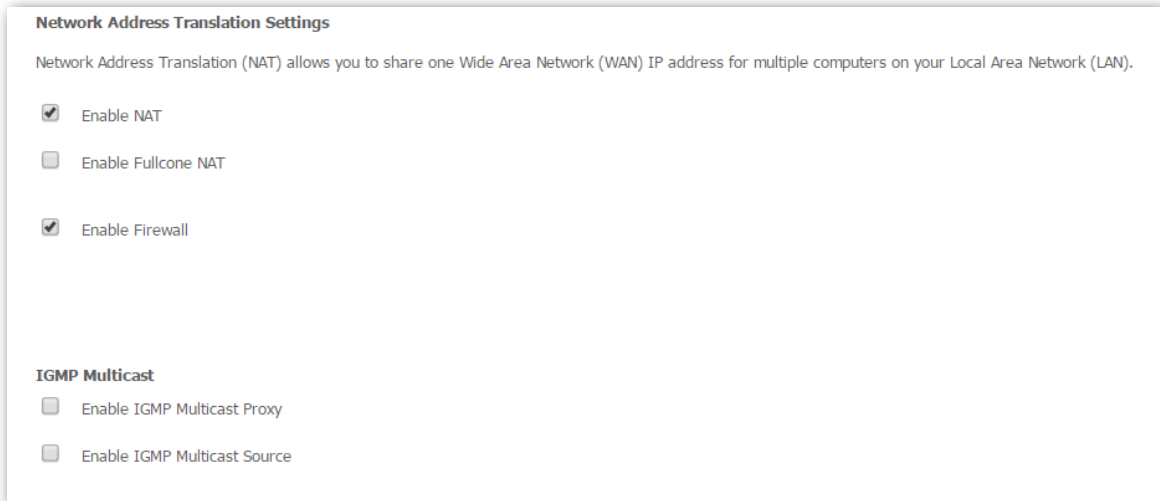 Network Address Translation Settings
Network Address Translation (NAT) allows you to share one Wide Area Network (WAN) IP address for multiple computers on your Local Area Network (LAN).
Enable NAT
Enable Fullcone NAT
Enable Firewall
IGMP Multicast
Enable IGMP Multicast Proxy
Enable IGMP Multicast Source